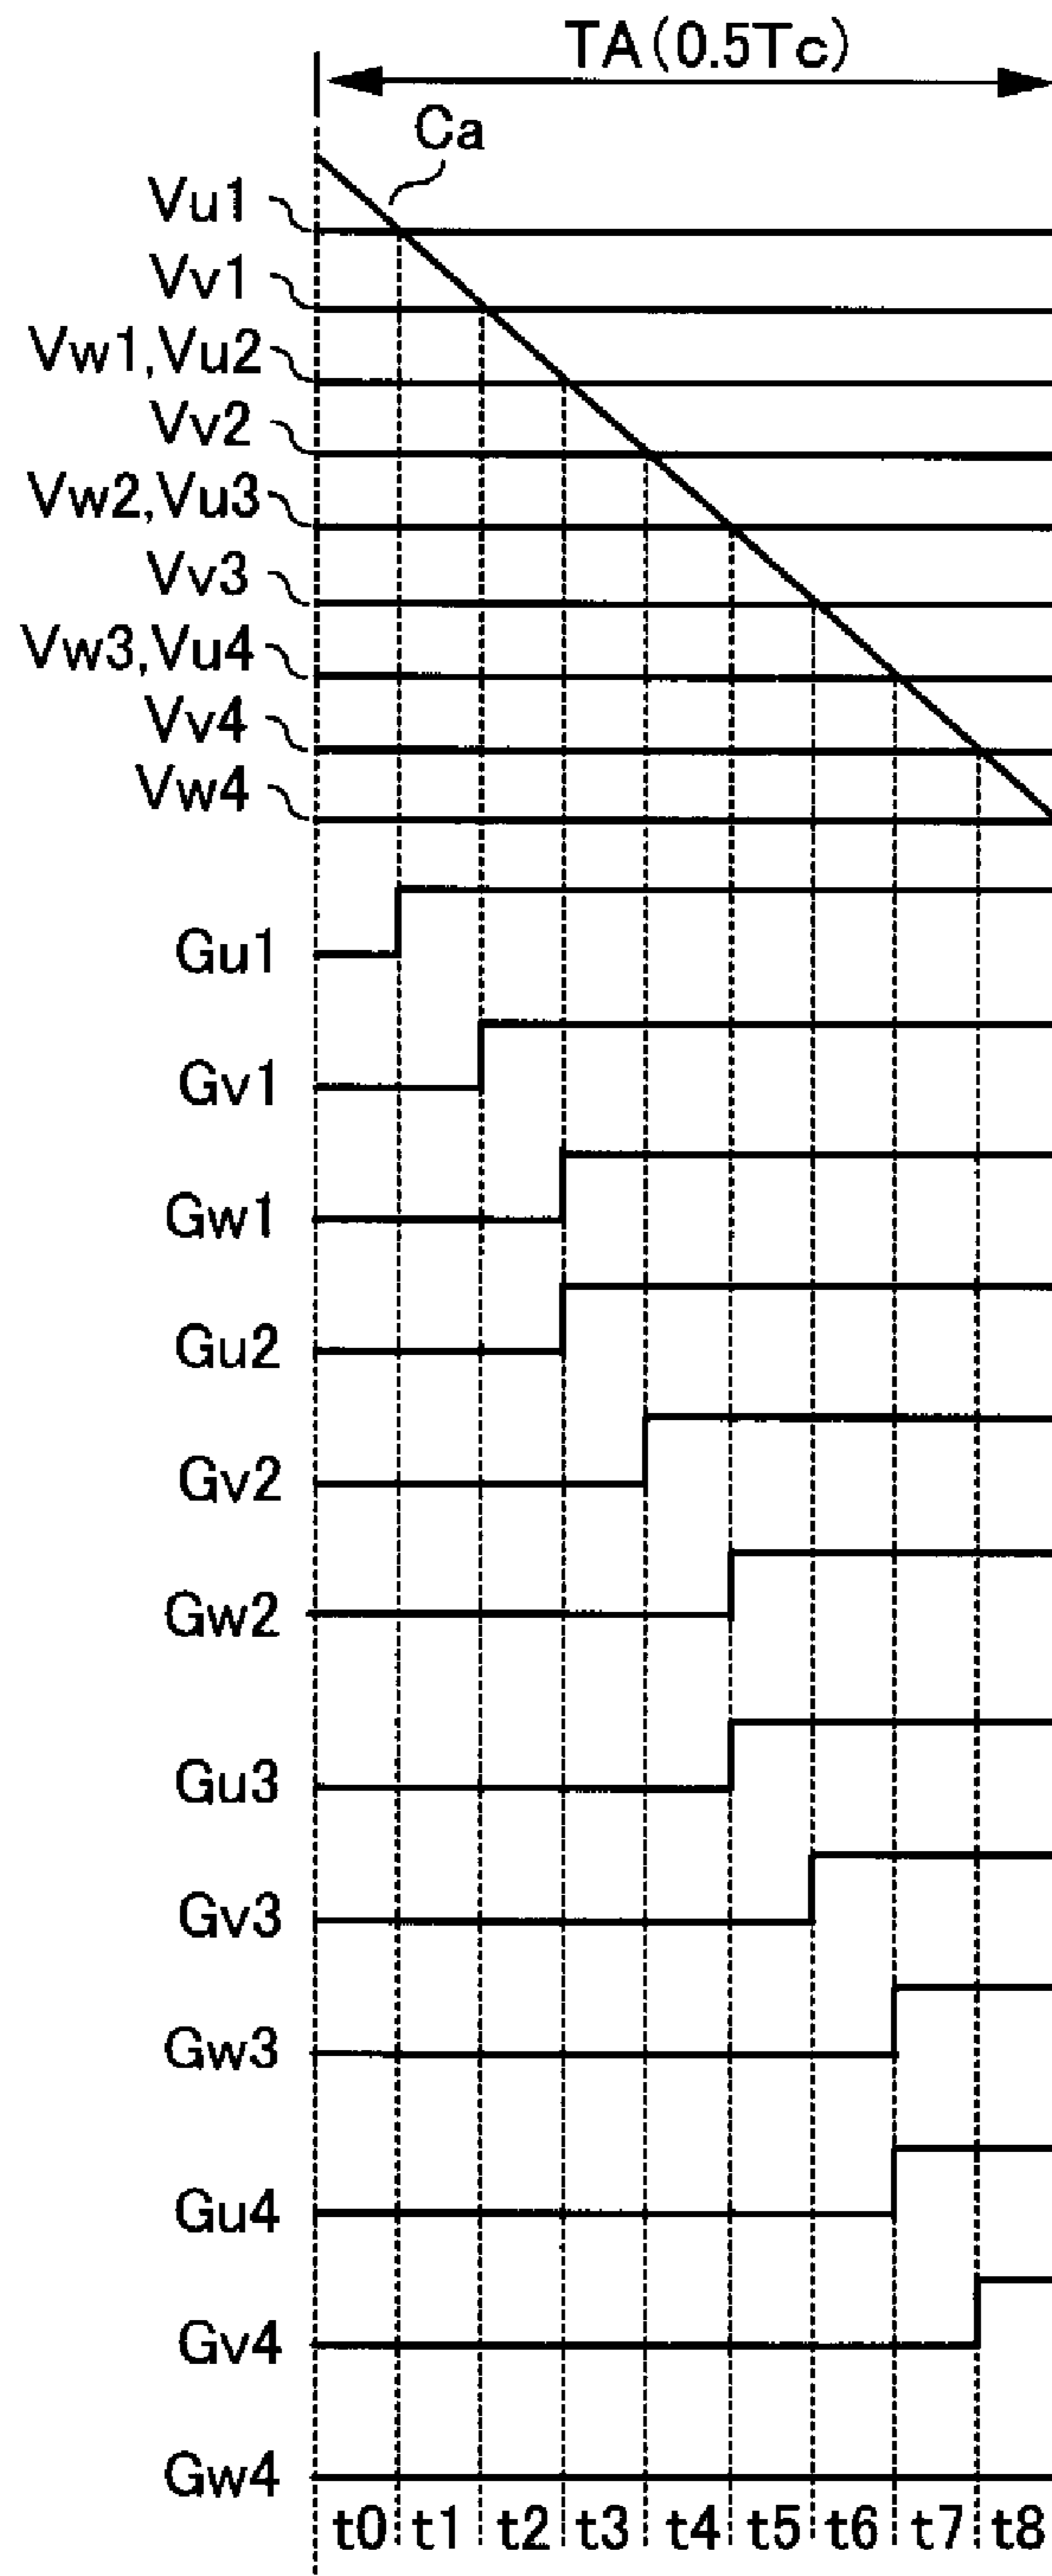 TA(0.5Tc)
Ca
Vu1
Vv1
Vw1,Vu2
Vv2
Vw2,Vu3
Vv3
Vw3,Vu4
Vv4
Vw4
Gu1
Gv1
Gw1
Gu2
Gv2
Gw2
Gu3
Gv3
Gw3
Gu4
Gv4
Gw4
t0 t1 t2 t3 t4 t5 t6 t7 t8